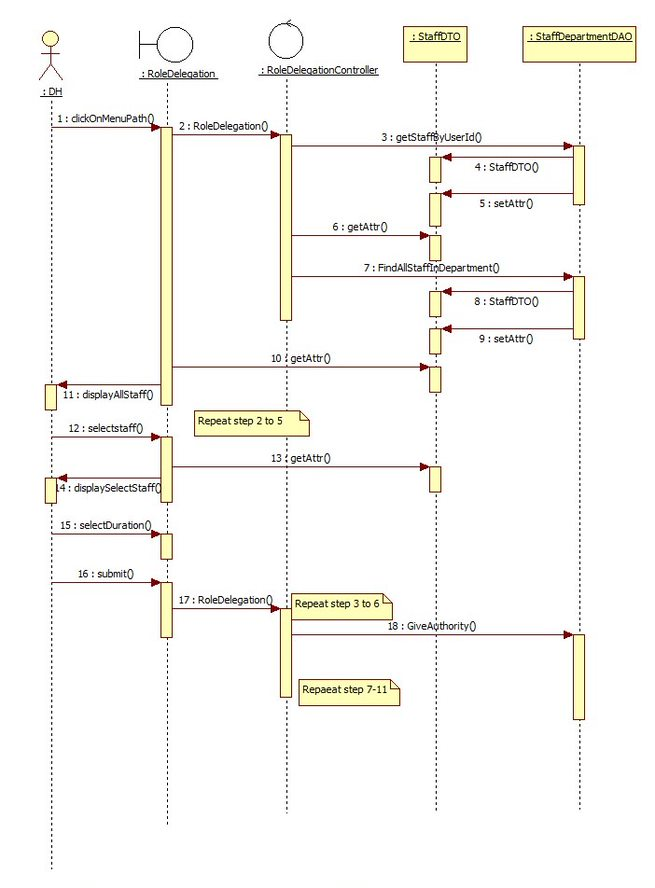 : StaffDTO
: StaffDepartmentDAO
: RoleDelegation
: RoleDelegationController
: DH
1 : clickOnMenuPath()
2 : RoleDelegation()
3 : getStaffByUserId()
4 : StaffDTO()
5 : setAttr()
6 : getAttr()
7 : FindAllStaffInDepartment()
8 : StaffDTO()
9 : setAttr()
10 : getAttr()
11 : displayAllStaff()
Repeat step 2 to 5
12 : selectstaff()
13 : getAttr()
14 : displaySelectStaff()
15 : selectDuration()
16 : submit()
17 : RoleDelegation()
Repeat step 3 to 6
18 : GiveAuthority()
Repaeat step 7-11